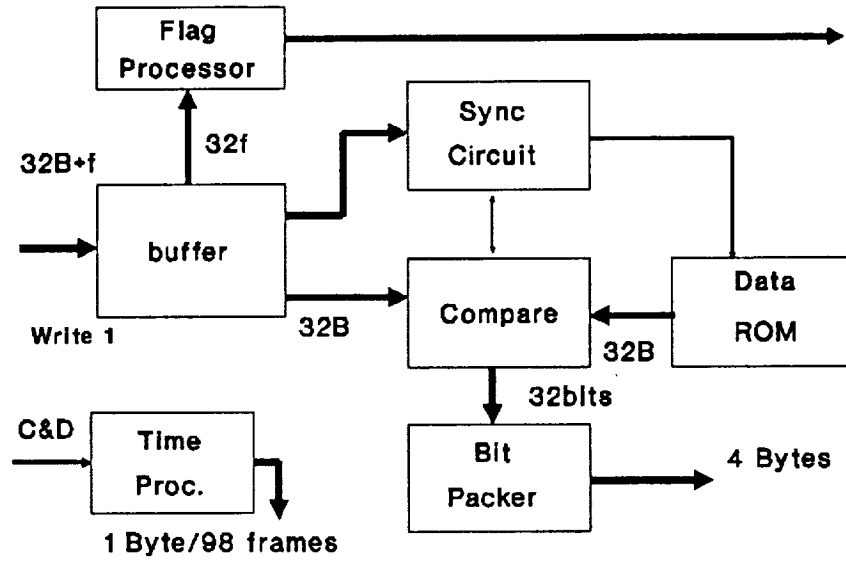 Flag
Processor
32B+f
32f
Sync
Circuit
buffer
Write 1
32B
Compare
32B
Data
ROM
32bits
C&D
Time
Proc.
1 Byte/98 frames
Bit
Packer
4 Bytes